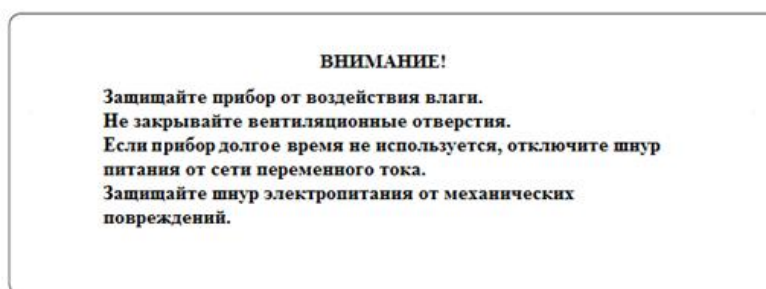 ВНИМАНИЕ!
Защищайте прибор от воздействия влаги.
Не закрывайте вентиляционные отверстия.
Если прибор долгое время не используется, отключите шнур
питания от сети переменного тока.
Защищайте шнур электропитания от механических
повреждений.